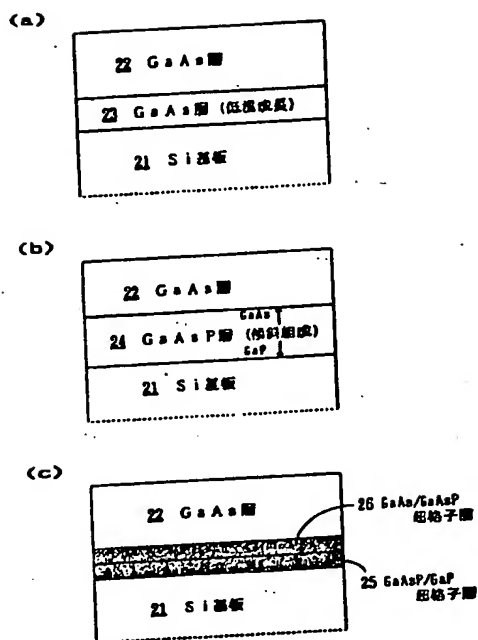 (a)
22 GaAs層
23 GaAs層 (低温成長)
21 Si基板
(b)
22 GaAs層
24 GaAsP層 (傾斜組成)
GaAs
GaP
21 Si基板
(c)
22 GaAs層
26 GaAs/GaAsP
超格子層
25 GaAsP/GaP
超格子層
21 Si基板